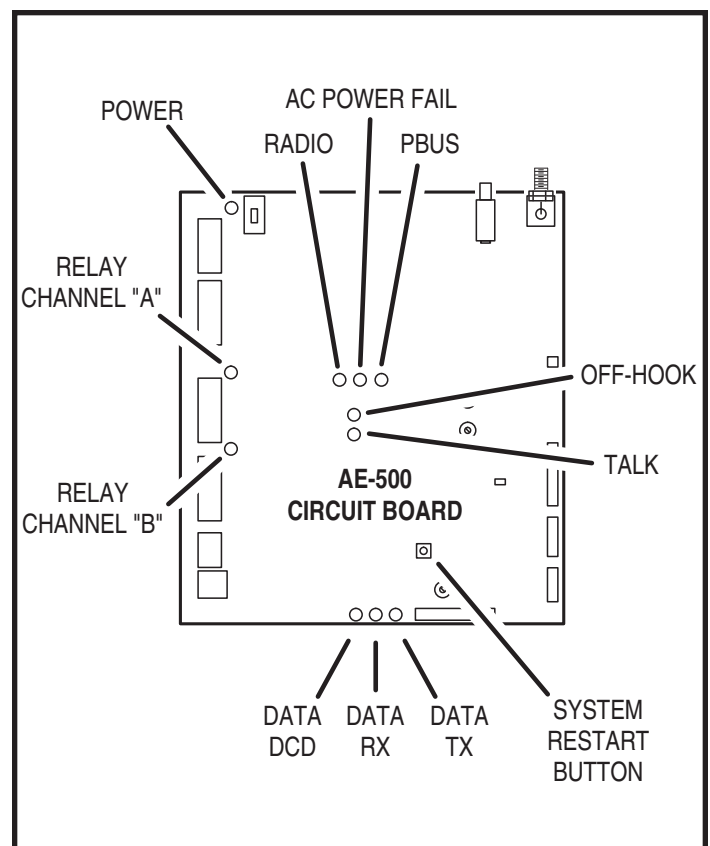 AC POWER FAIL
POWER
RADIO
PBUS
RELAY
CHANNEL "A"
OFF-HOOK
TALK
AE-500
CIRCUIT BOARD
RELAY
CHANNEL "B"
DATA
DCD
DATA
RX
DATA
TX
SYSTEM
RESTART
BUTTON